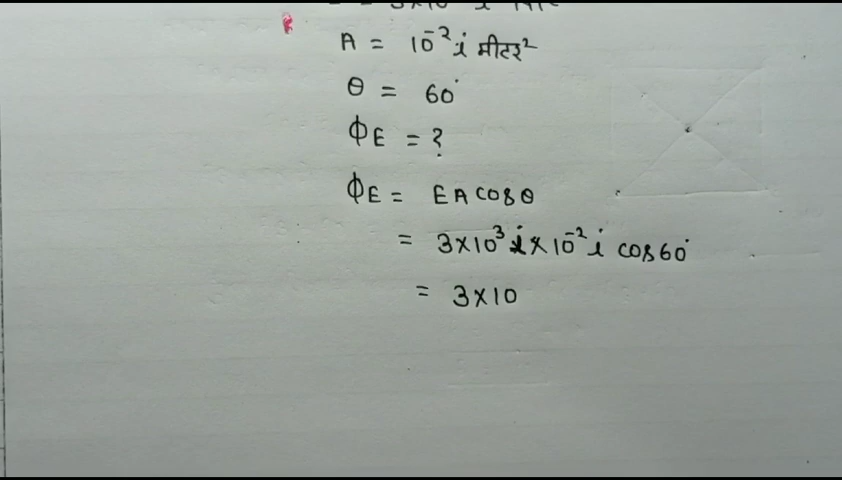 A = 10⁻² i मीटर²
θ = 60°
ΦE = ?
ΦE = EA cosθ
= 3×10³ i × 10⁻² i cos60°
= 3×10